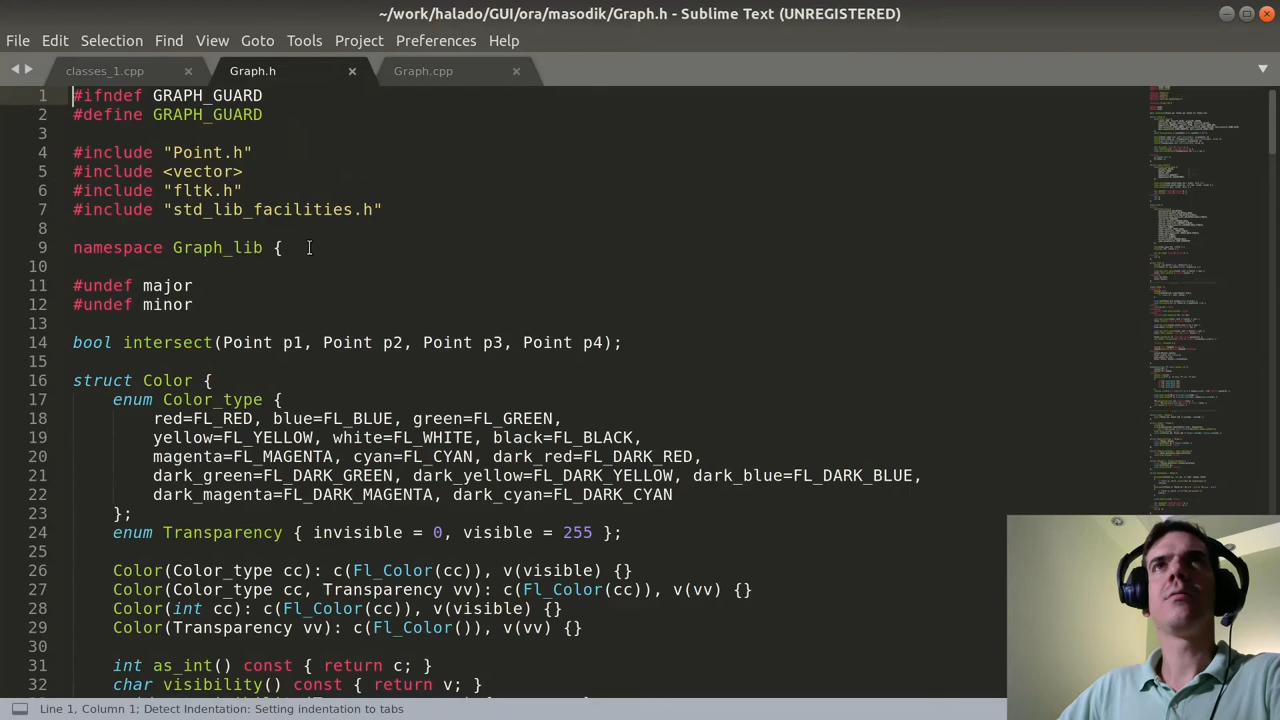 ~/work/halado/GUI/ora/masodik/Graph.h - Sublime Text (UNREGISTERED)
File Edit Selection Find View Goto Tools Project Preferences Help
classes_1.cpp Graph.h Graph.cpp
1 #ifndef GRAPH_GUARD
2 #define GRAPH_GUARD
3
4 #include "Point.h"
5 #include <vector>
6 #include "fltk.h"
7 #include "std_lib_facilities.h"
8
9 namespace Graph_lib {
10
11 #undef major
12 #undef minor
13
14 bool intersect(Point p1, Point p2, Point p3, Point p4);
15
16 struct Color {
17 enum Color_type {
18 red=FL_RED, blue=FL_BLUE, green=FL_GREEN,
19 yellow=FL_YELLOW, white=FL_WHITE, black=FL_BLACK,
20 magenta=FL_MAGENTA, cyan=FL_CYAN, dark_red=FL_DARK_RED,
21 dark_green=FL_DARK_GREEN, dark_yellow=FL_DARK_YELLOW, dark_blue=FL_DARK_BLUE,
22 dark_magenta=FL_DARK_MAGENTA, dark_cyan=FL_DARK_CYAN
23 };
24 enum Transparency { invisible = 0, visible = 255 };
25
26 Color(Color_type cc): c(Fl_Color(cc)), v(visible) {}
27 Color(Color_type cc, Transparency vv): c(Fl_Color(cc)), v(vv) {}
28 Color(int cc): c(Fl_Color(cc)), v(visible) {}
29 Color(Transparency vv): c(Fl_Color()), v(vv) {}
30
31 int as_int() const { return c; }
32 char visibility() const { return v; }
Line 1, Column 1; Detect Indentation: Setting indentation to tabs